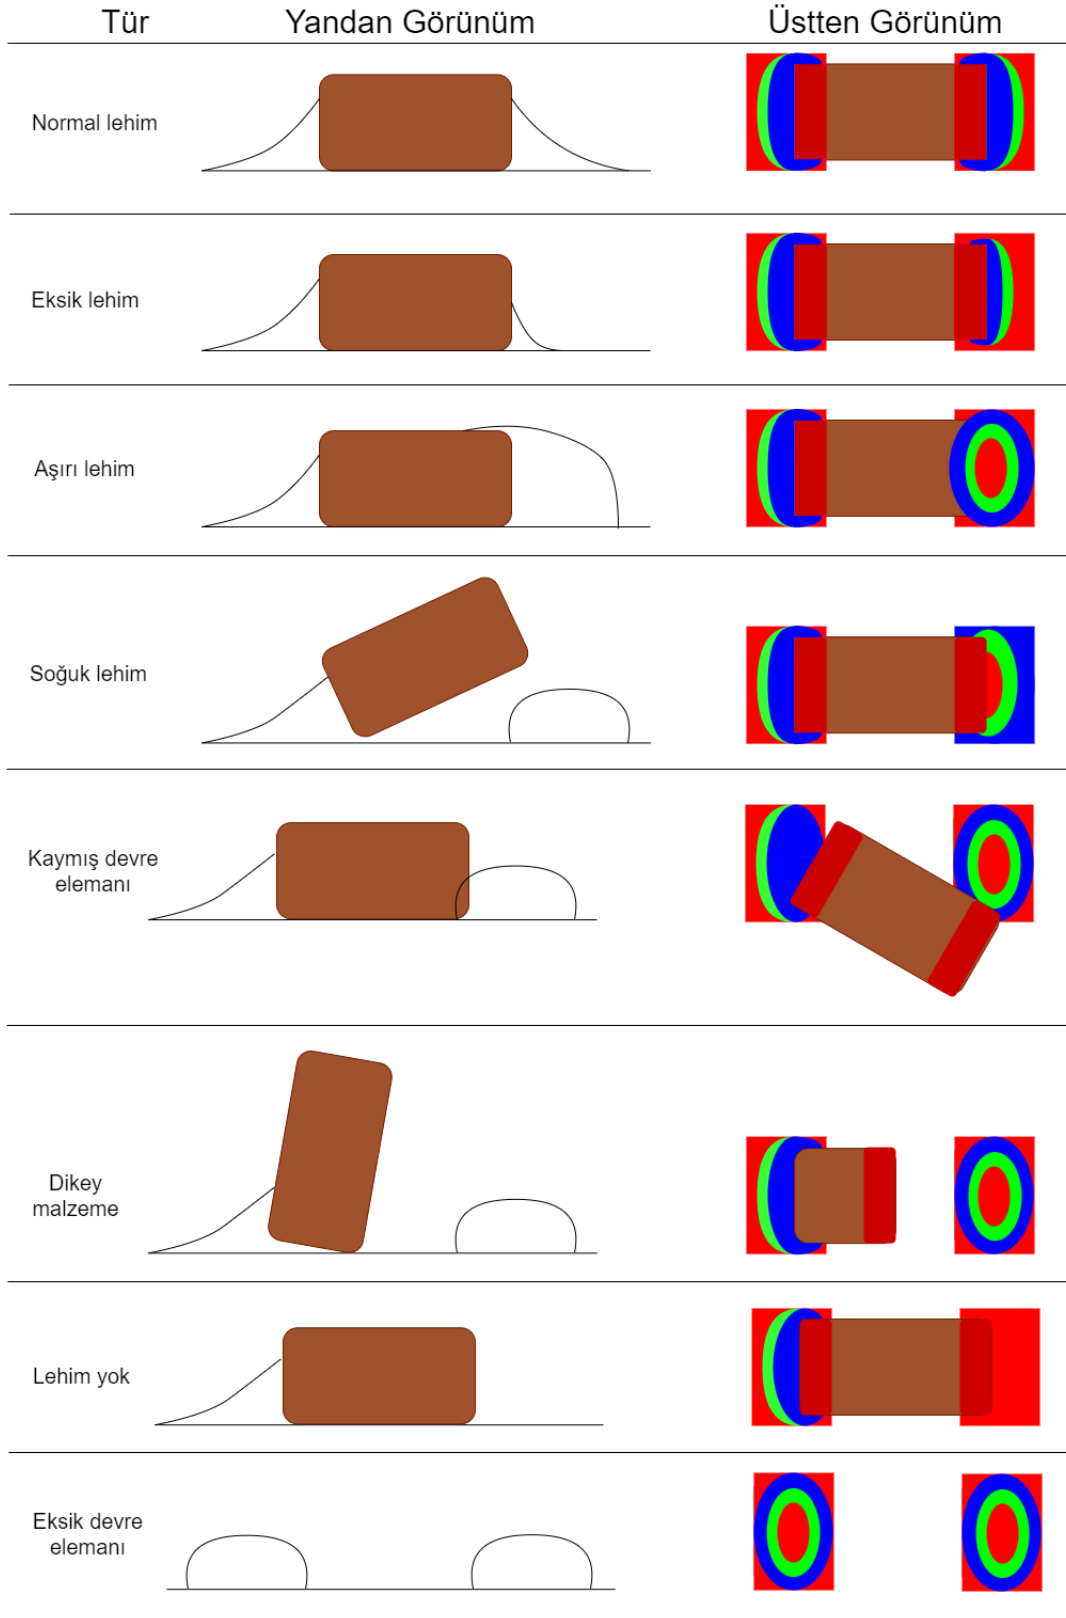 Tür
Yandan Görünüm
Üstten Görünüm
Normal lehim
Eksik lehim
Aşırı lehim
Soğuk lehim
Kaymış devre
elemanı
Dikey
malzeme
Lehim yok
Eksik devre
elemanı